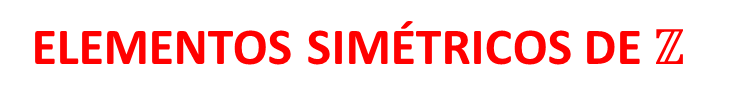 ELEMENTOS SIMÉTRICOS DE ℤ